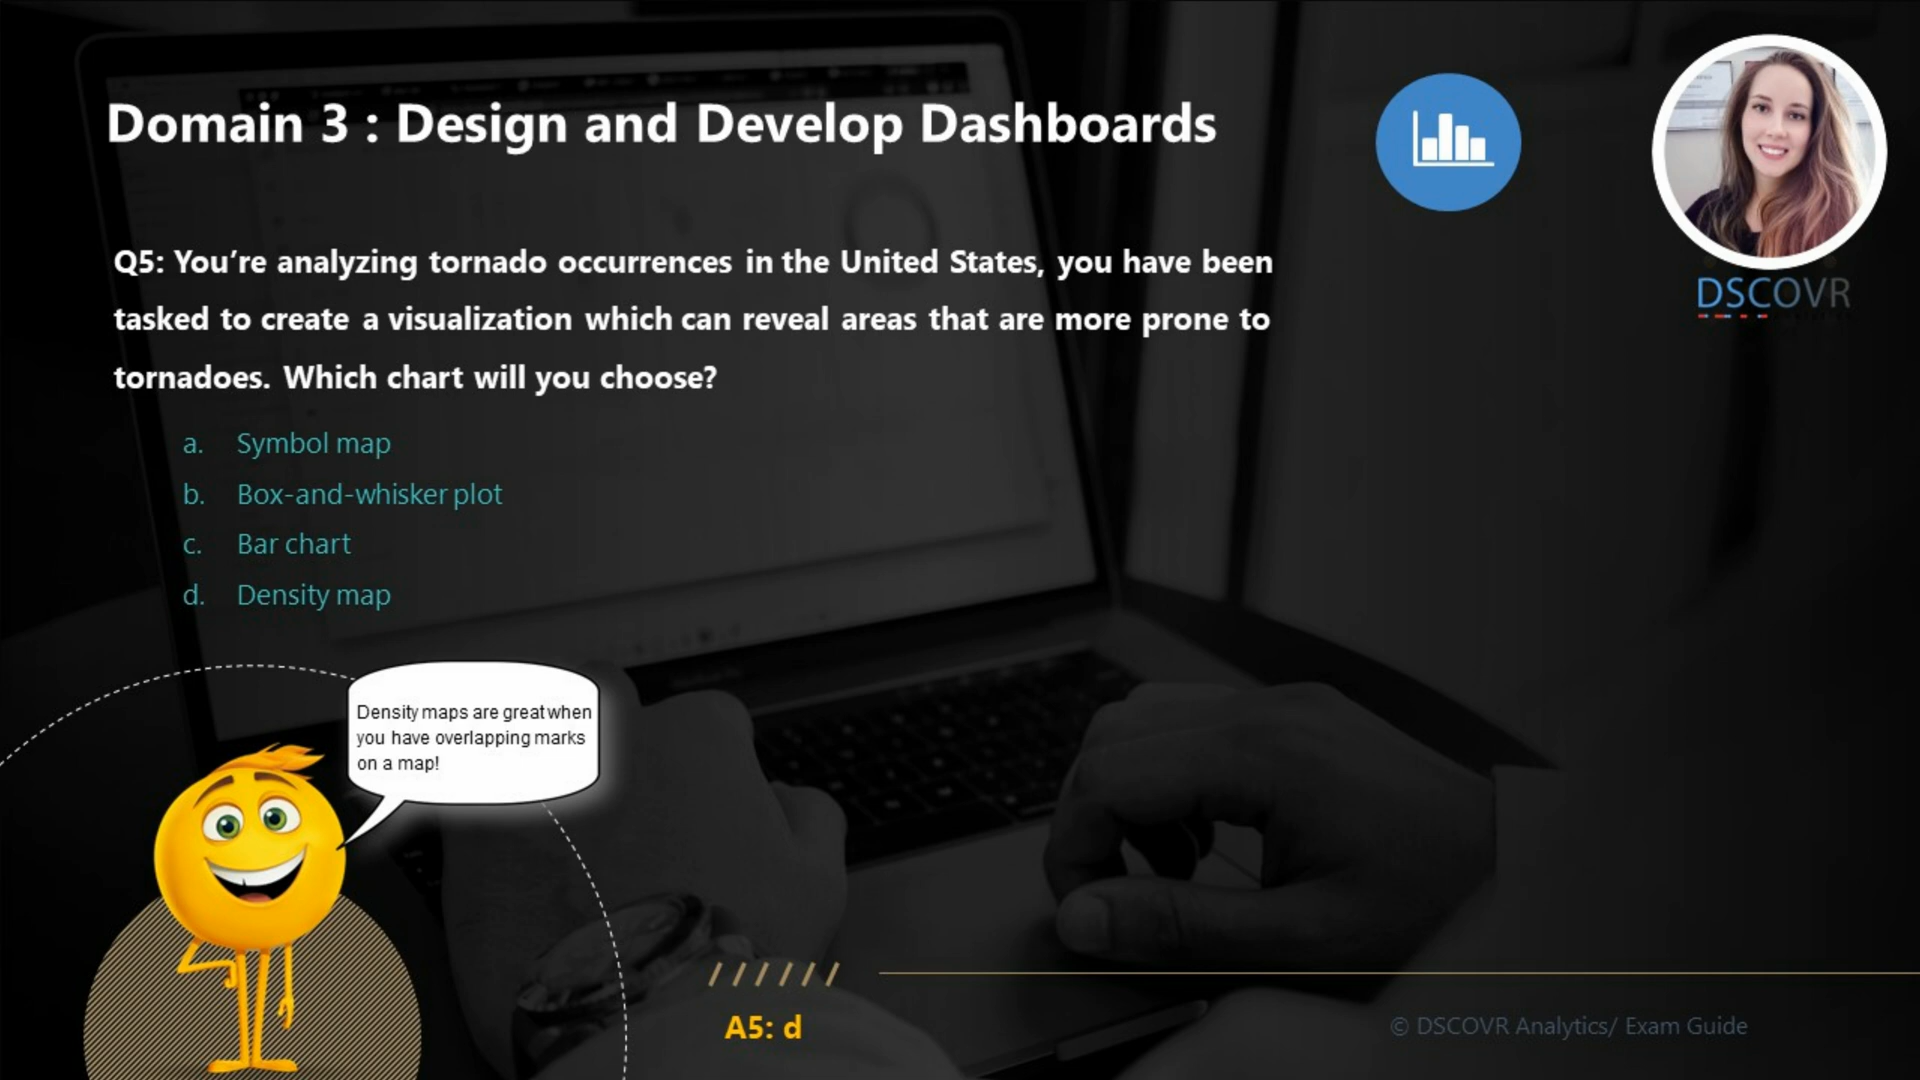 Domain 3 : Design and Develop Dashboards
DSCOVR
Q5: You’re analyzing tornado occurrences in the United States, you have been
tasked to create a visualization which can reveal areas that are more prone to
tornadoes. Which chart will you choose?
a. Symbol map
b. Box-and-whisker plot
c. Bar chart
d. Density map
Density maps are great when
you have overlapping marks
on a map!
A5: d
© DSCOVR Analytics/ Exam Guide